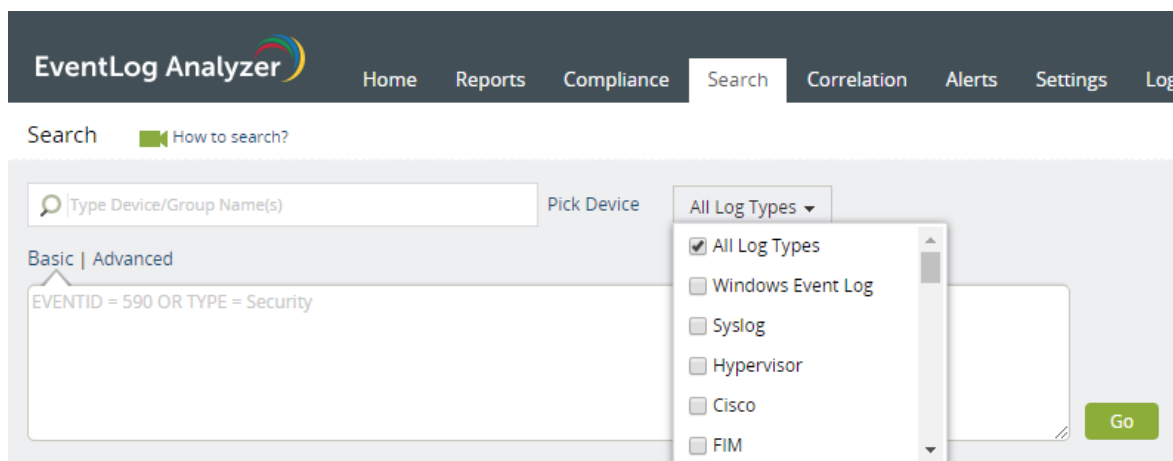 EventLog Analyzer
Home Reports Compliance Search Correlation Alerts Settings
Search How to search?
Type Device/Group Name(s) Pick Device All Log Types
All Log Types
Basic | Advanced
Windows Event Log
EVENTID = 590 OR TYPE = Security
Syslog
Hypervisor
Cisco
Go
FIM